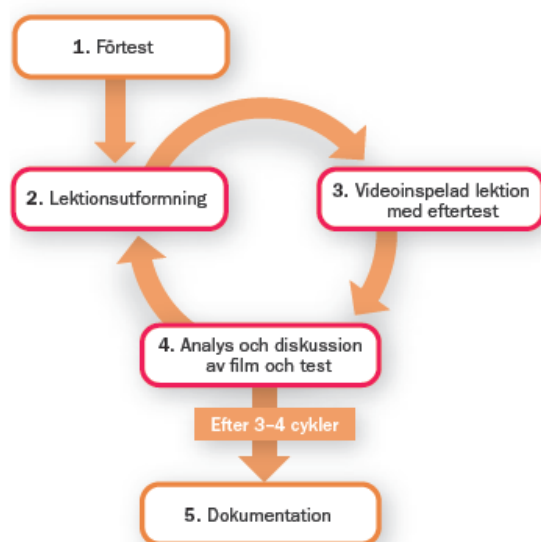 1. Förtest
2. Lektionsutformning
3. Videoinspelad lektion
med eftertest
4. Analys och diskussion
av film och test
Efter 3–4 cykler
5. Dokumentation